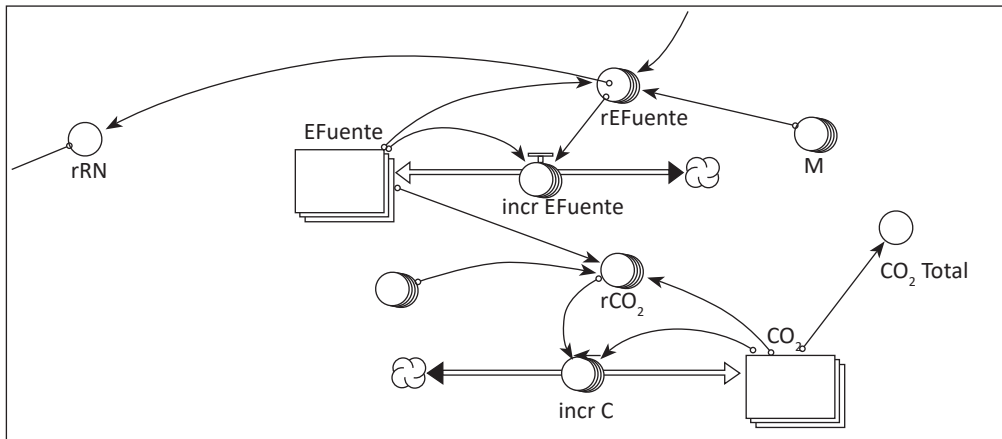 rEFuente
EFuente
rRN
M
incr EFuente
CO₂ Total
rCO₂
CO₂
incr C